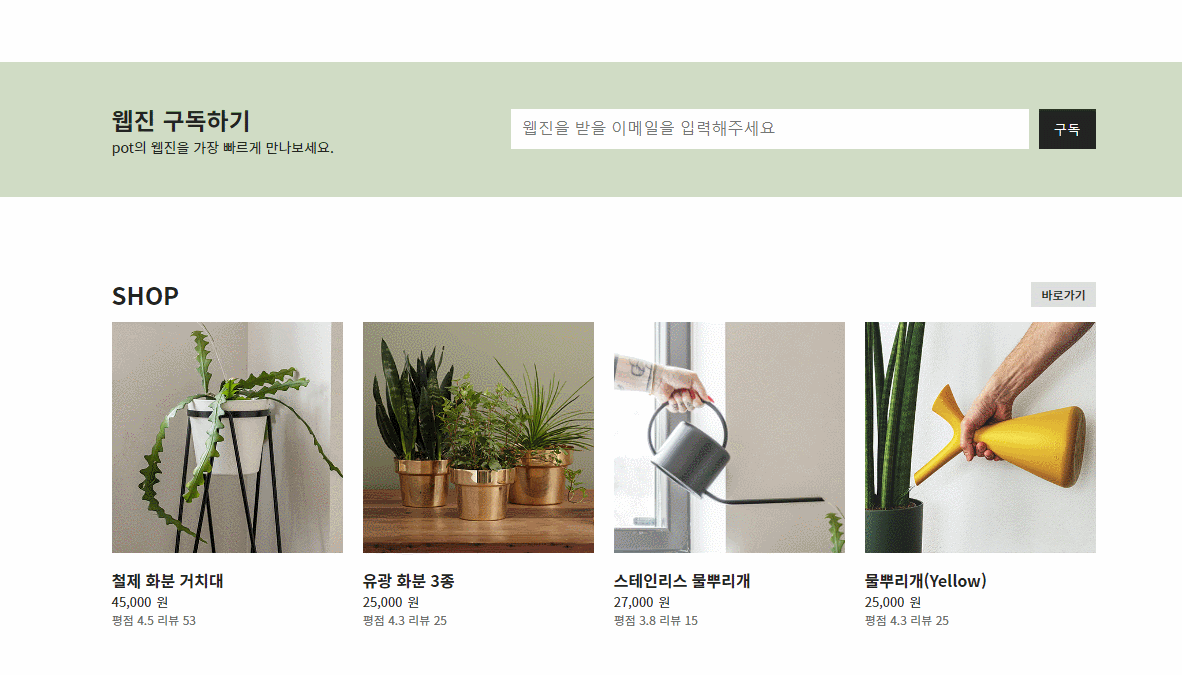 웹진 구독하기
pot의 웹진을 가장 빠르게 만나보세요.
웹진을 받을 이메일을 입력해주세요
구독
SHOP
바로가기
철제 화분 거치대
45,000 원
평점 4.5 리뷰 53
유광 화분 3종
25,000 원
평점 4.3 리뷰 25
스테인리스 물뿌리개
27,000 원
평점 3.8 리뷰 15
물뿌리개(Yellow)
25,000 원
평점 4.3 리뷰 25